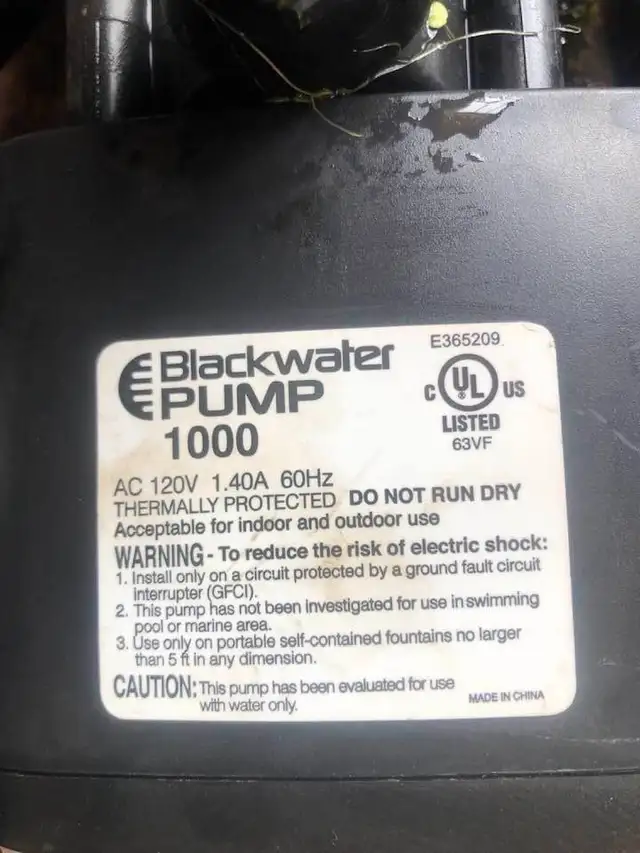 Blackwater
PUMP
1000
E365209
C UL ® US
LISTED
63VF
AC 120V 1.40A 60Hz
THERMALLY PROTECTED DO NOT RUN DRY
Acceptable for indoor and outdoor use
WARNING - To reduce the risk of electric shock:
1. Install only on a circuit protected by a ground fault circuit
interrupter (GFCI).
2. This pump has not been investigated for use in swimming
pool or marine area.
3. Use only on portable self-contained fountains no larger
than 5 ft in any dimension.
CAUTION: This pump has been evaluated for use
with water only.
MADE IN CHINA